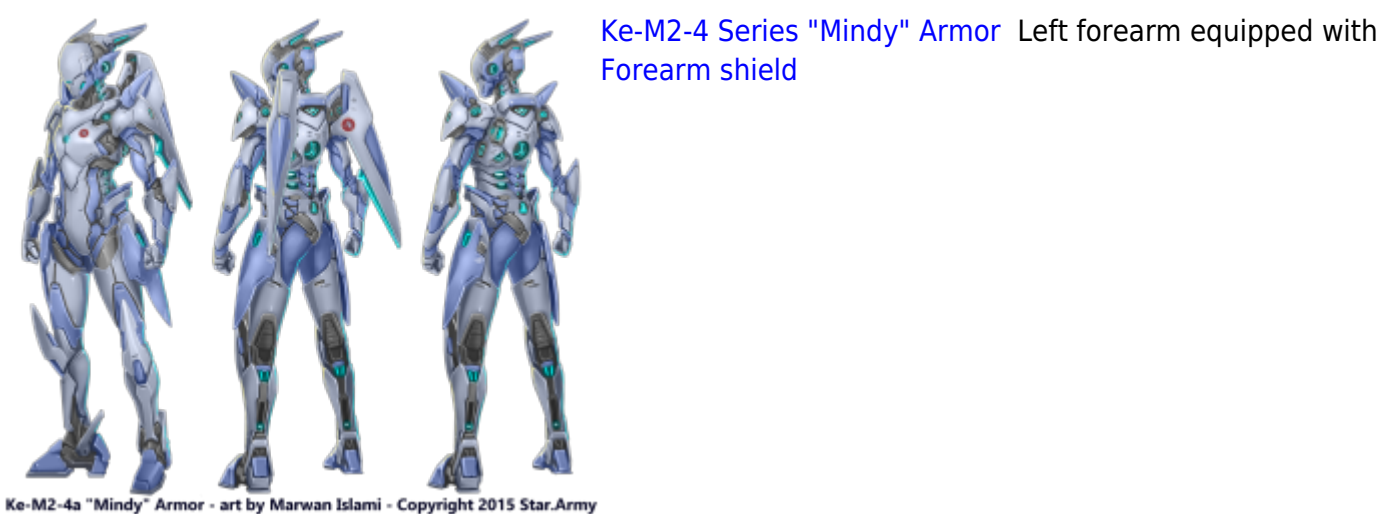 Ke-M2-4 Series "Mindy" Armor Left forearm equipped with
Forearm shield
Ke-M2-4a "Mindy" Armor - art by Marwan Islami - Copyright 2015 Star.Army